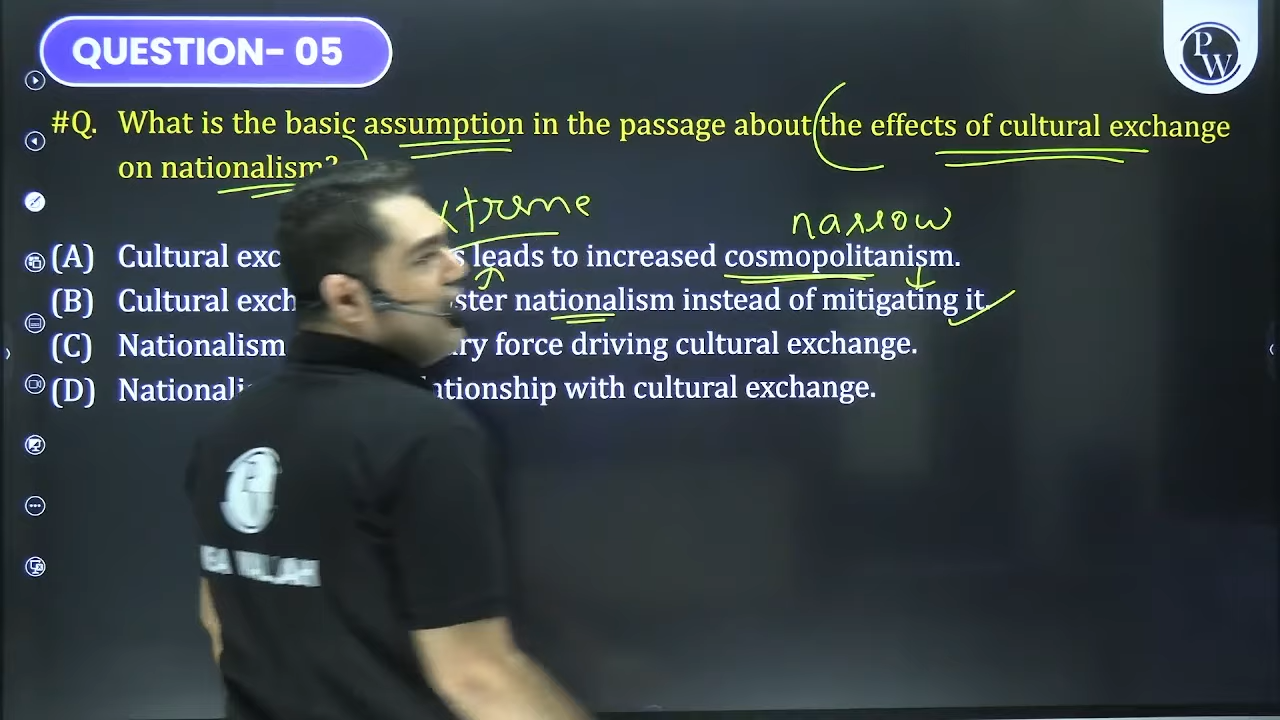 QUESTION- 05
PW
#Q. What is the basic assumption in the passage about the effects of cultural exchange
on nationalism?
xtreme
narrow
(A) Cultural exc s leads to increased cosmopolitanism.
(B) Cultural exch ster nationalism instead of mitigating it.
(C) Nationalism ry force driving cultural exchange.
(D) Nationali ationship with cultural exchange.
WALLAH